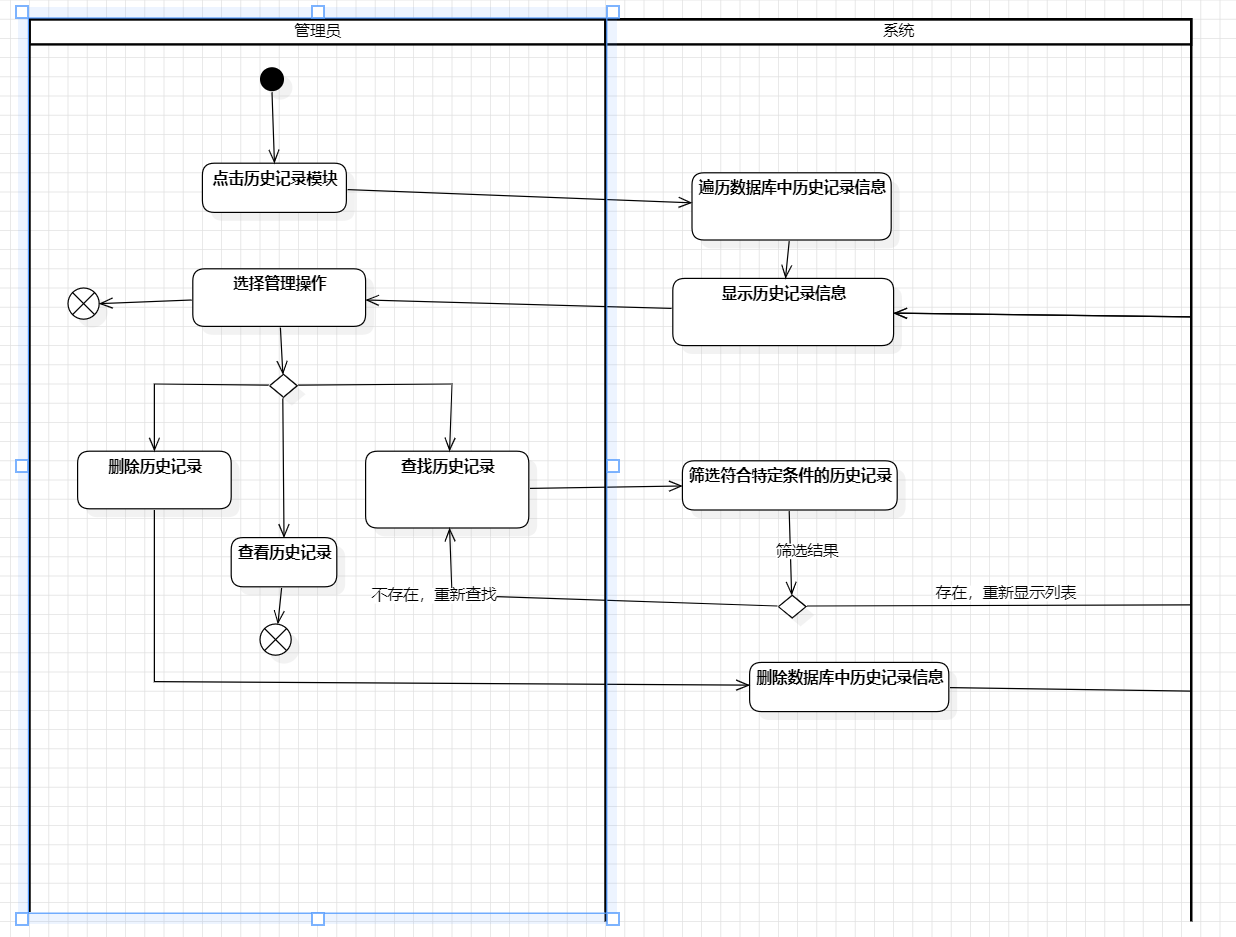 管理员
系统
点击历史记录模块
遍历数据库中历史记录信息
选择管理操作
显示历史记录信息
删除历史记录
查找历史记录
筛选符合特定条件的历史记录
查看历史记录
筛选结果
不存在，重新查找
存在，重新显示列表
删除数据库中历史记录信息